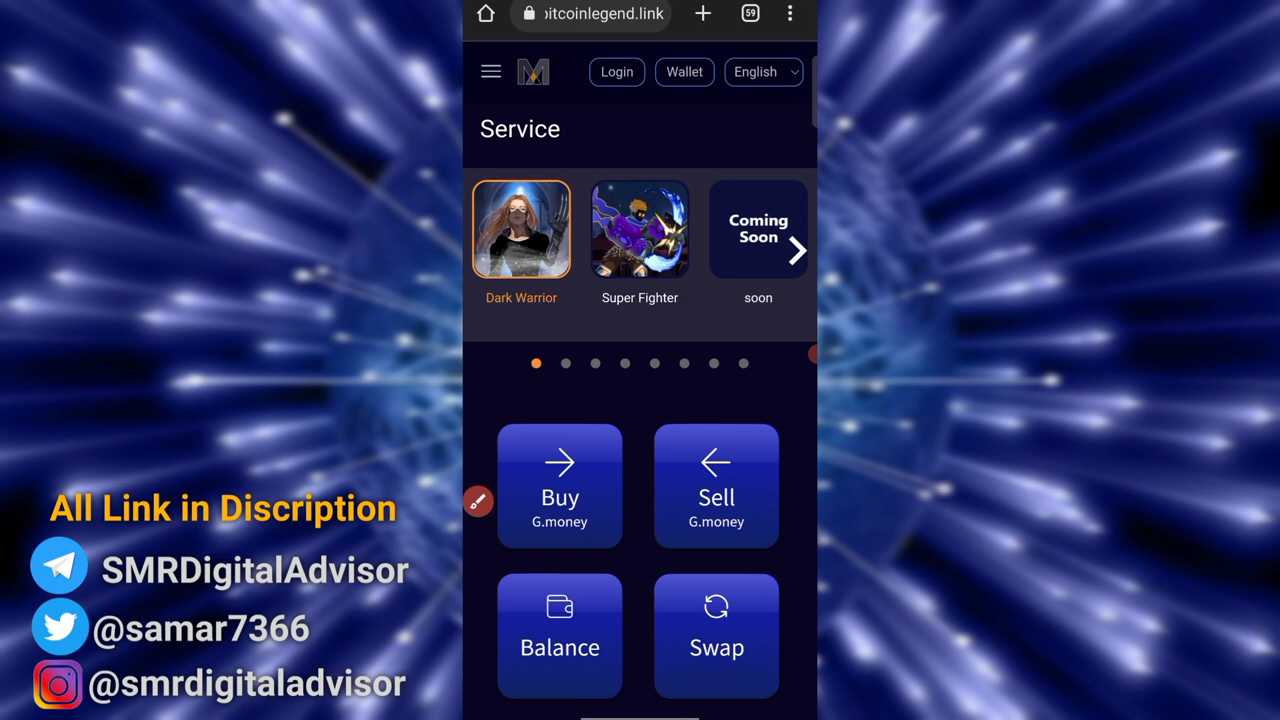 itcoinlegend.link
59
Login
Wallet
English
Service
Coming
Soon
Dark Warrior
Super Fighter
soon
Buy
G.money
Sell
G.money
Balance
Swap
All Link in Discription
SMRDigitalAdvisor
@samar7366
@smrdigitaladvisor